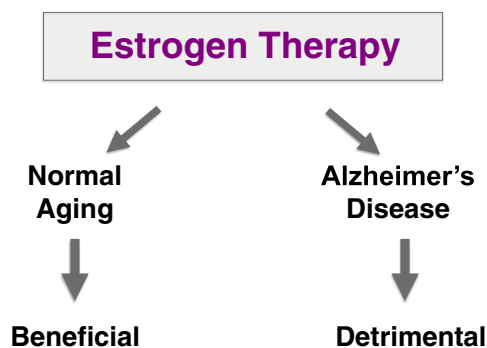 Estrogen Therapy
Normal
Aging
Alzheimer's
Disease
Beneficial
Detrimental